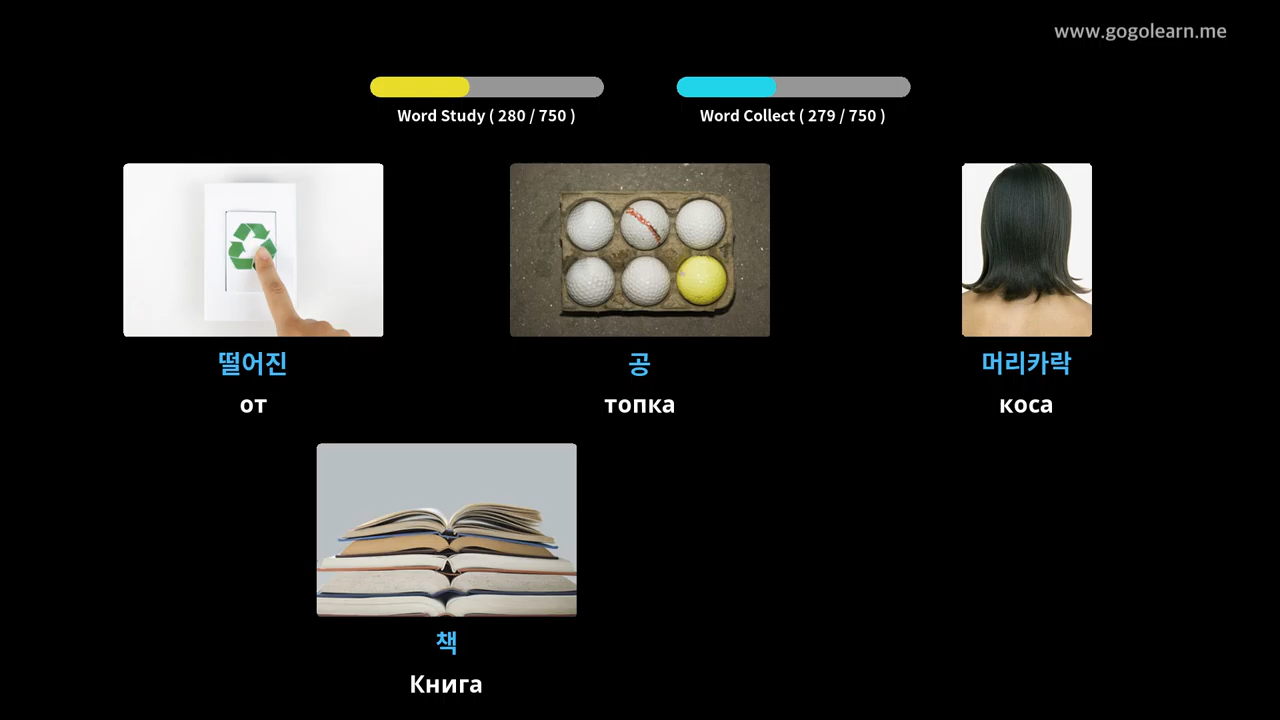 www.gogolearn.me
Word Study ( 280 / 750 )
Word Collect ( 279 / 750 )
떨어진
от
공
топка
머리카락
коса
책
Книга